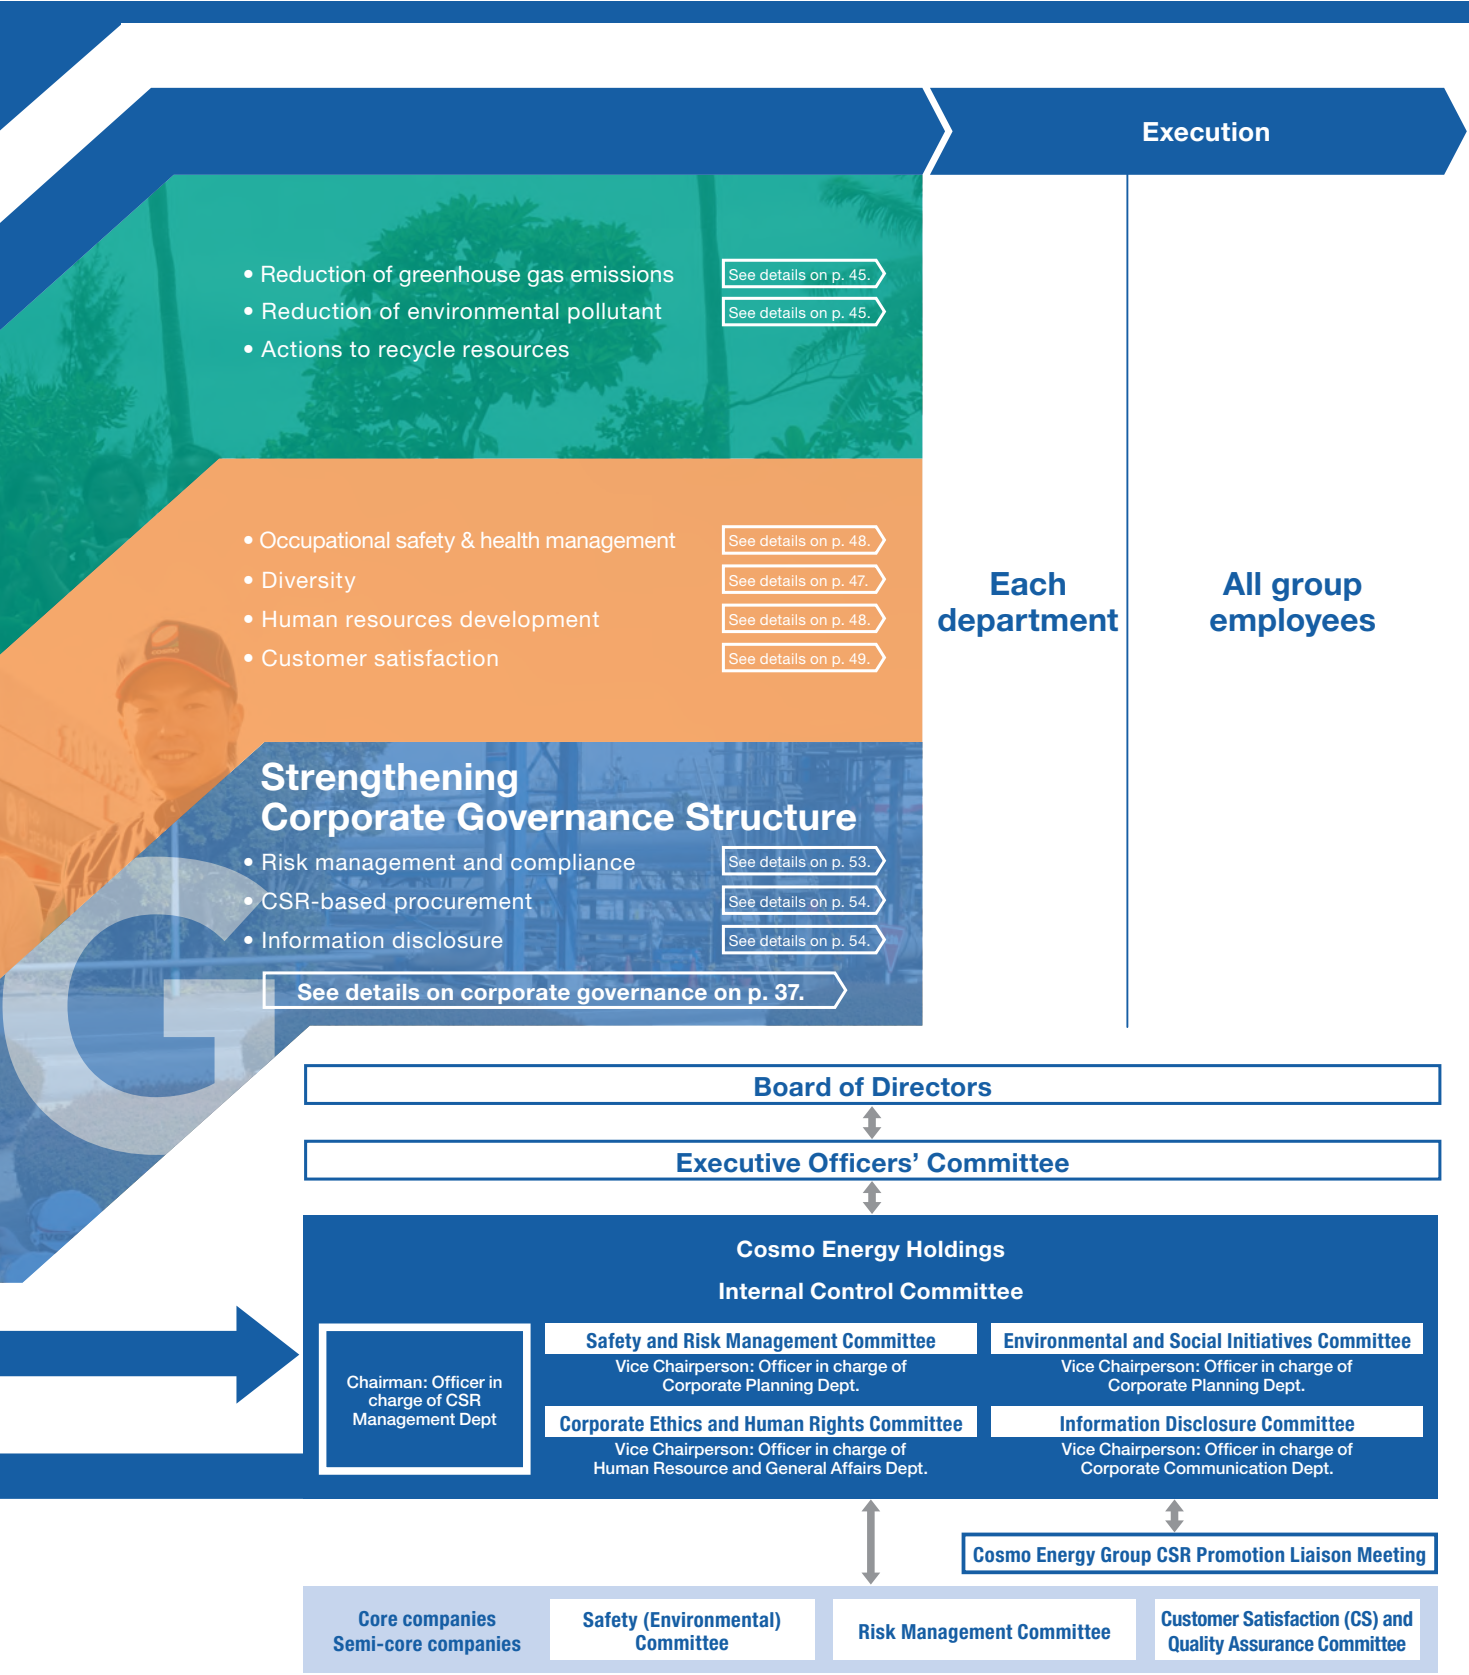 Execution
• Reduction of greenhouse gas emissions
See details on p. 45.
• Reduction of environmental pollutant
See details on p. 45.
• Actions to recycle resources
• Occupational safety & health management
See details on p. 48.
• Diversity
See details on p. 47.
• Human resources development
See details on p. 48.
• Customer satisfaction
See details on p. 49.
Each
department
All group
employees
Strengthening
Corporate Governance Structure
• Risk management and compliance
See details on p. 53.
• CSR-based procurement
See details on p. 54.
• Information disclosure
See details on p. 54.
See details on corporate governance on p. 37.
G
Board of Directors
Executive Officers’ Committee
Cosmo Energy Holdings
Internal Control Committee
Chairman: Officer in
charge of CSR
Management Dept
Safety and Risk Management Committee
Vice Chairperson: Officer in charge of
Corporate Planning Dept.
Environmental and Social Initiatives Committee
Vice Chairperson: Officer in charge of
Corporate Planning Dept.
Corporate Ethics and Human Rights Committee
Vice Chairperson: Officer in charge of
Human Resource and General Affairs Dept.
Information Disclosure Committee
Vice Chairperson: Officer in charge of
Corporate Communication Dept.
Cosmo Energy Group CSR Promotion Liaison Meeting
Core companies
Semi-core companies
Safety (Environmental)
Committee
Risk Management Committee
Customer Satisfaction (CS) and
Quality Assurance Committee